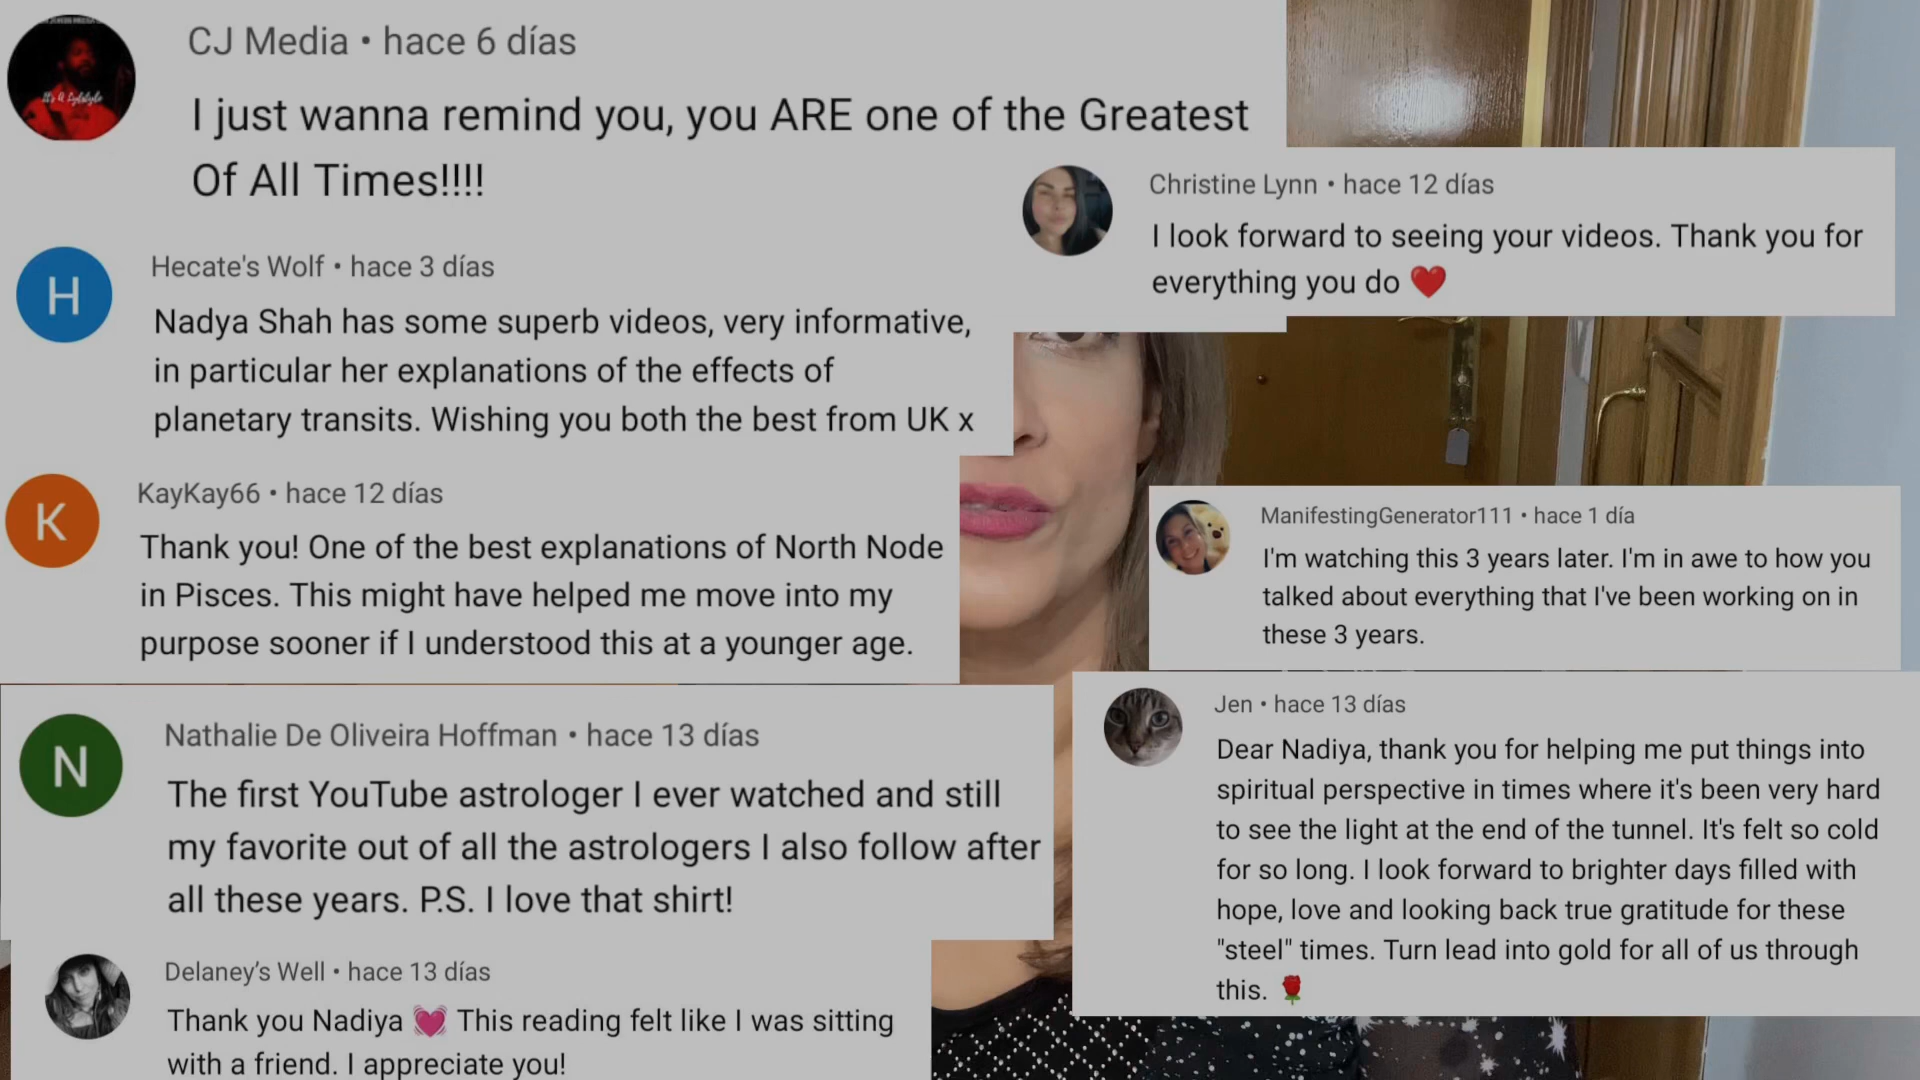 CJ Media • hace 6 días
I just wanna remind you, you ARE one of the Greatest
Of All Times!!!!
It's A Lyfstyle
Christine Lynn • hace 12 días
I look forward to seeing your videos. Thank you for
everything you do ❤️
H
Hecate's Wolf • hace 3 días
Nadya Shah has some superb videos, very informative,
in particular her explanations of the effects of
planetary transits. Wishing you both the best from UK x
K
KayKay66 • hace 12 días
Thank you! One of the best explanations of North Node
in Pisces. This might have helped me move into my
purpose sooner if I understood this at a younger age.
ManifestingGenerator111 • hace 1 día
I'm watching this 3 years later. I'm in awe to how you
talked about everything that I've been working on in
these 3 years.
N
Nathalie De Oliveira Hoffman • hace 13 días
The first YouTube astrologer I ever watched and still
my favorite out of all the astrologers I also follow after
all these years. P.S. I love that shirt!
Jen • hace 13 días
Dear Nadiya, thank you for helping me put things into
spiritual perspective in times where it's been very hard
to see the light at the end of the tunnel. It's felt so cold
for so long. I look forward to brighter days filled with
hope, love and looking back true gratitude for these
"steel" times. Turn lead into gold for all of us through
this. 🌹
Delaney’s Well • hace 13 días
Thank you Nadiya 💓 This reading felt like I was sitting
with a friend. I appreciate you!